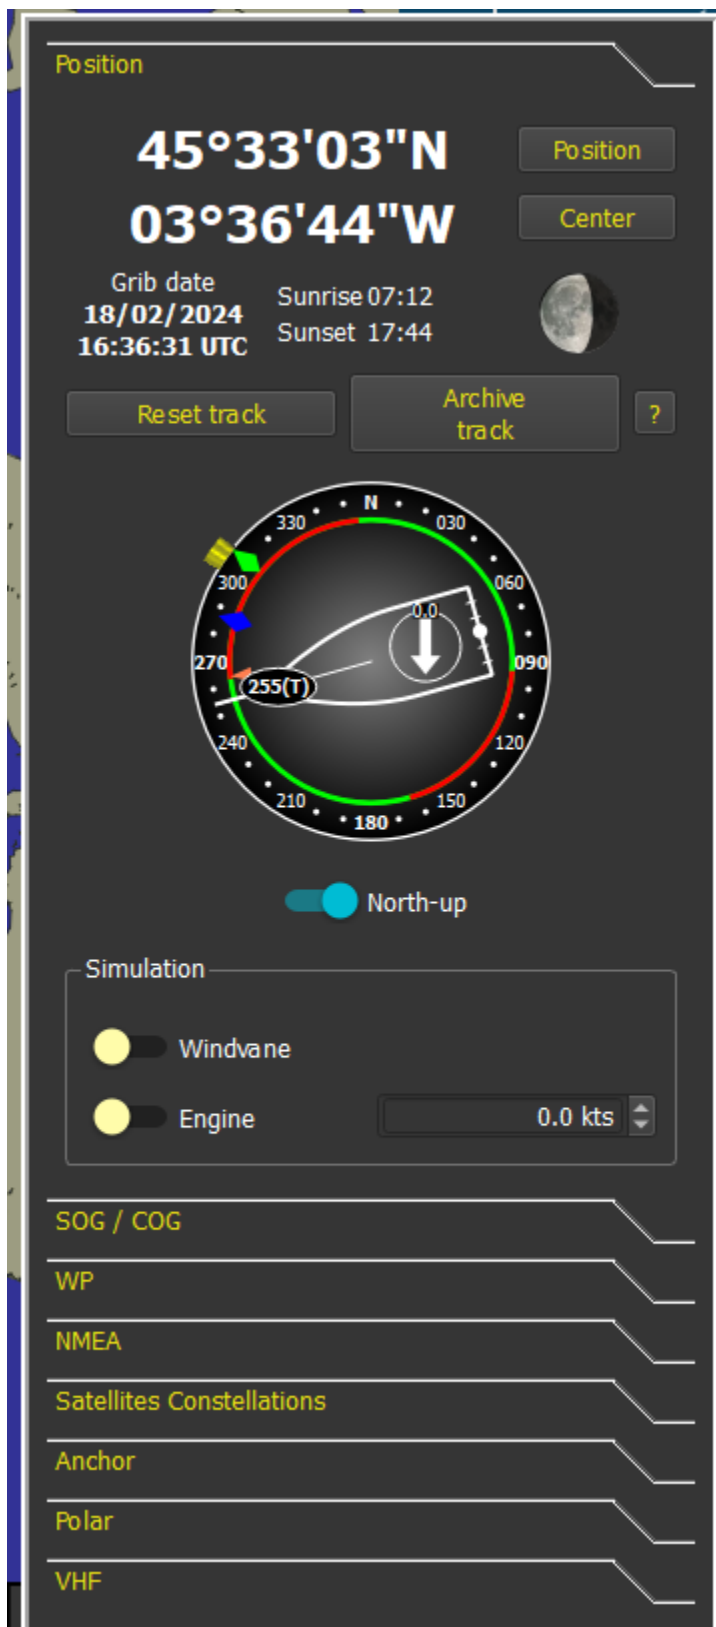 Position
45°33'03"N
Position
03°36'44"W
Center
Grib date
18/02/2024
16:36:31 UTC
Sunrise 07:12
Sunset 17:44
Reset track
Archive
track
?
N
330
030
300
060
0.0
270
090
255(T)
240
120
210
150
180
North-up
Simulation
Windvane
Engine
0.0 kts
SOG / COG
WP
NMEA
Satellites Constellations
Anchor
Polar
VHF